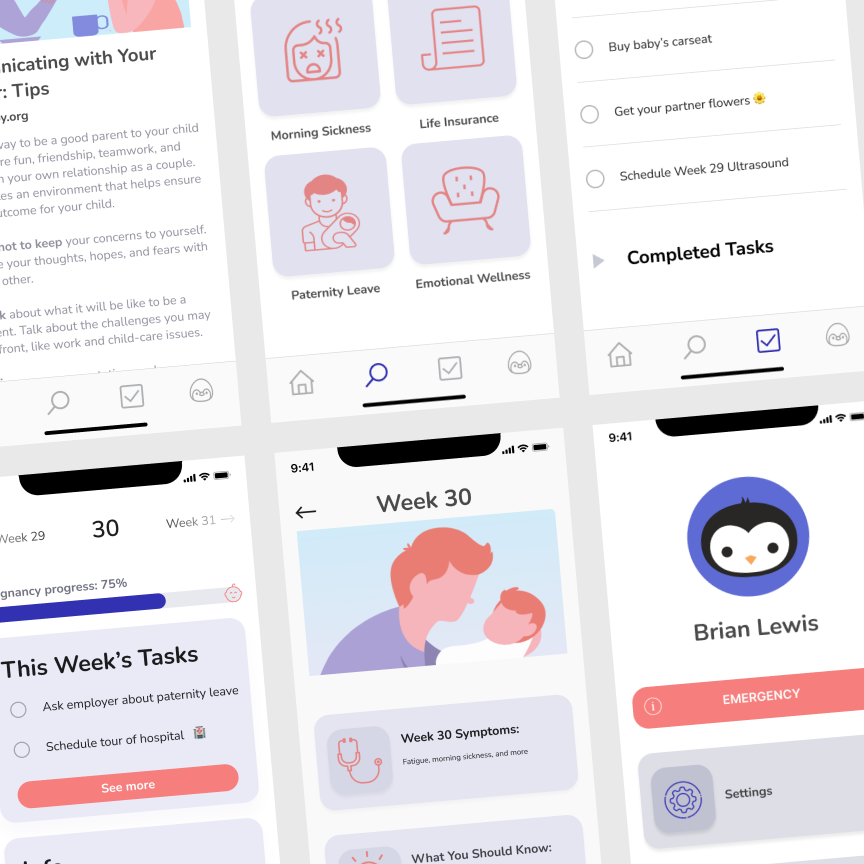 nicating with Your
r: Tips
y.org
way to be a good parent to your child
re fun, friendship, teamwork, and
n your own relationship as a couple.
tes an environment that helps ensure
utcome for your child.
not to keep your concerns to yourself.
e your thoughts, hopes, and fears with
other.
k about what it will be like to be a
ent. Talk about the challenges you may
front, like work and child-care issues.
Morning Sickness
Life Insurance
Paternity Leave
Emotional Wellness
Buy baby's carseat
Get your partner flowers 🌼
Schedule Week 29 Ultrasound
Completed Tasks
Week 29
30
Week 31 →
gnancy progress: 75%
This Week's Tasks
Ask employer about paternity leave
Schedule tour of hospital 🏥
See more
9:41
Week 30
Week 30 Symptoms:
Fatigue, morning sickness, and more
What You Should Know:
9:41
Brian Lewis
EMERGENCY
Settings